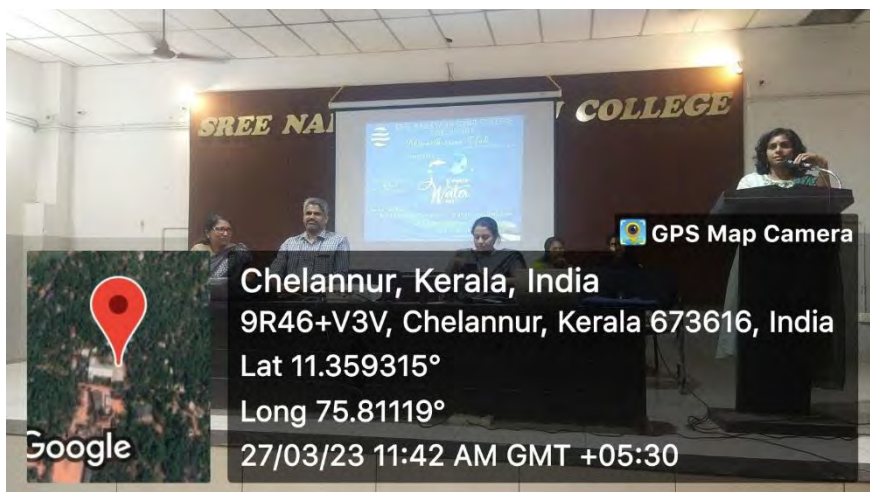 SREE NA
COLLEGE
Water
GPS Map Camera
Chelannur, Kerala, India
9R46+V3V, Chelannur, Kerala 673616, India
Lat 11.359315°
Long 75.81119°
27/03/23 11:42 AM GMT +05:30
Google